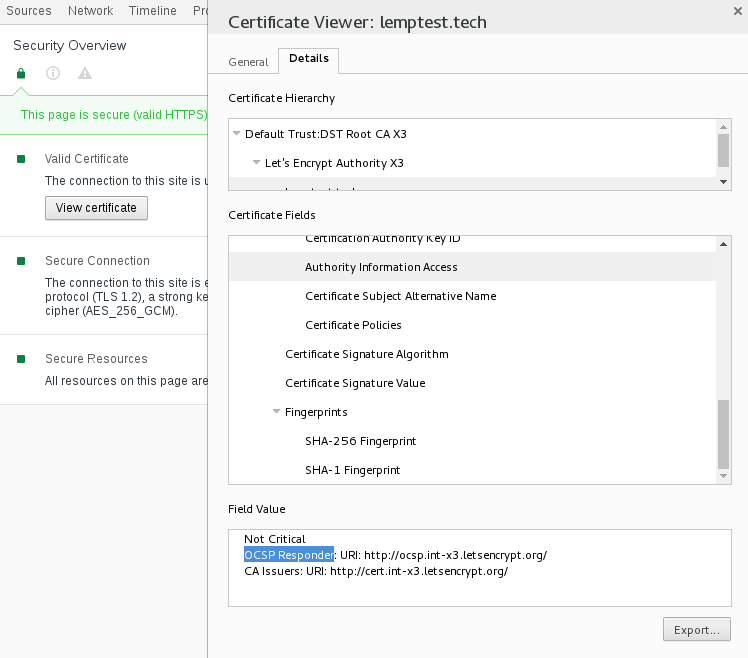 Sources Network Timeline
Security Overview
This page is secure (valid HTTPS)
Valid Certificate
The connection to this site is
View certificate
Secure Connection
The connection to this site is
protocol (TLS 1.2), a strong
cipher (AES_256_GCM).
Secure Resources
All resources on this page are
Certificate Viewer: lemptest.tech
General Details
Certificate Hierarchy
Default Trust:DST Root CA X3
Let's Encrypt Authority X3
Certificate Fields
Certification Authority Key ID
Authority Information Access
Certificate Subject Alternative Name
Certificate Policies
Certificate Signature Algorithm
Certificate Signature Value
Fingerprints
SHA-256 Fingerprint
SHA-1 Fingerprint
Field Value
Not Critical
OCSP Responder: URI: http://ocsp.int-x3.letsencrypt.org/
CA Issuers: URI: http://cert.int-x3.letsencrypt.org/
Export...